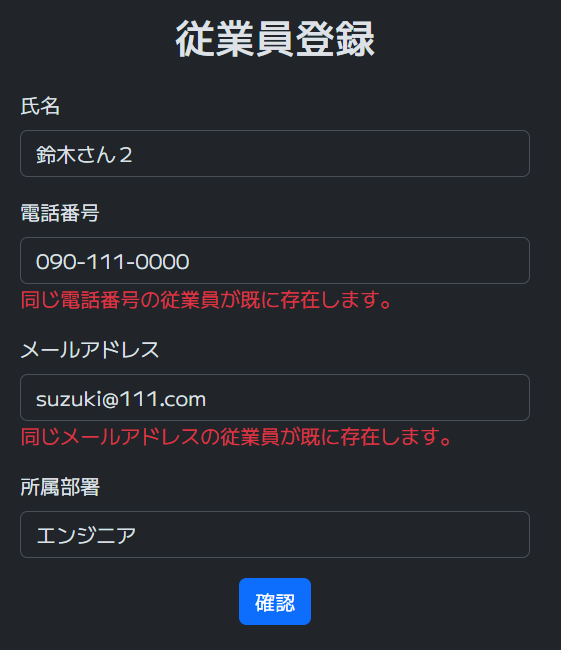 従業員登録
氏名
鈴木さん２
電話番号
090-111-0000
同じ電話番号の従業員が既に存在します。
メールアドレス
suzuki@111.com
同じメールアドレスの従業員が既に存在します。
所属部署
エンジニア
確認